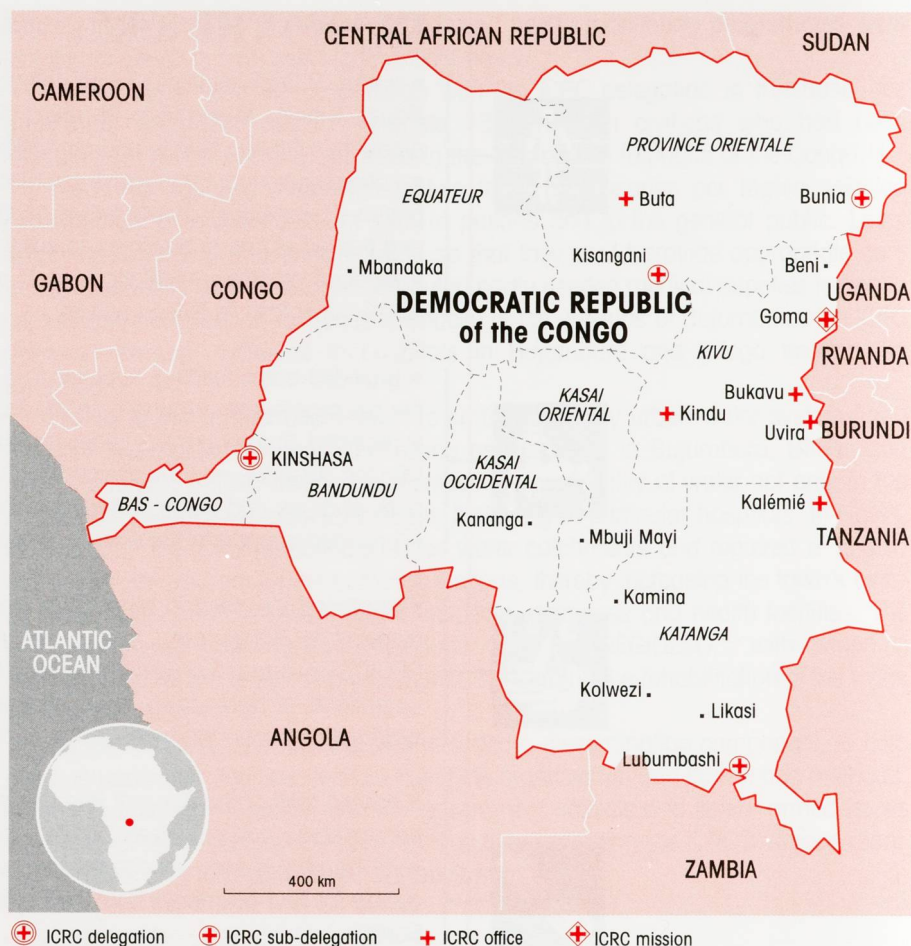 CENTRAL AFRICAN REPUBLIC
SUDAN
CAMEROON
PROVINCE ORIENTALE
EQUATEUR
Buta
Bunia
Kisangani
Mbandaka
Beni
GABON
CONGO
UGANDA
DEMOCRATIC REPUBLIC
of the CONGO
Goma
KIVU
RWANDA
KASAI
ORIENTAL
Bukavu
Kindu
Uvira
BURUNDI
KINSHASA
KASAI
OCCIDENTAL
BANDUNDU
BAS - CONGO
Kalémié
Kananga
Mbuji Mayi
TANZANIA
Kamina
KATANGA
ATLANTIC
OCEAN
Kolwezi
Likasi
ANGOLA
Lubumbashi
ZAMBIA
400 km
ICRC delegation
ICRC sub-delegation
ICRC office
ICRC mission